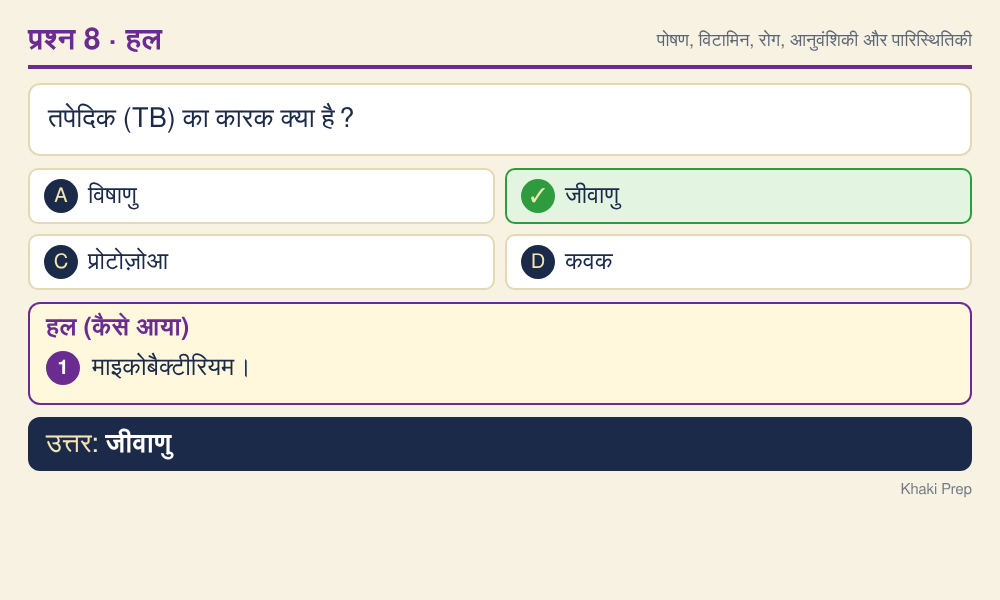 प्रश्न 8 · हल
पोषण, विटामिन, रोग, आनुवंशिकी और पारिस्थितिकी
तपेदिक (TB) का कारक क्या है ?
A विषाणु
✓ जीवाणु
C प्रोटोज़ोआ
D कवक
हल (कैसे आया)
1 माइकोबैक्टीरियम।
उत्तर: जीवाणु
Khaki Prep